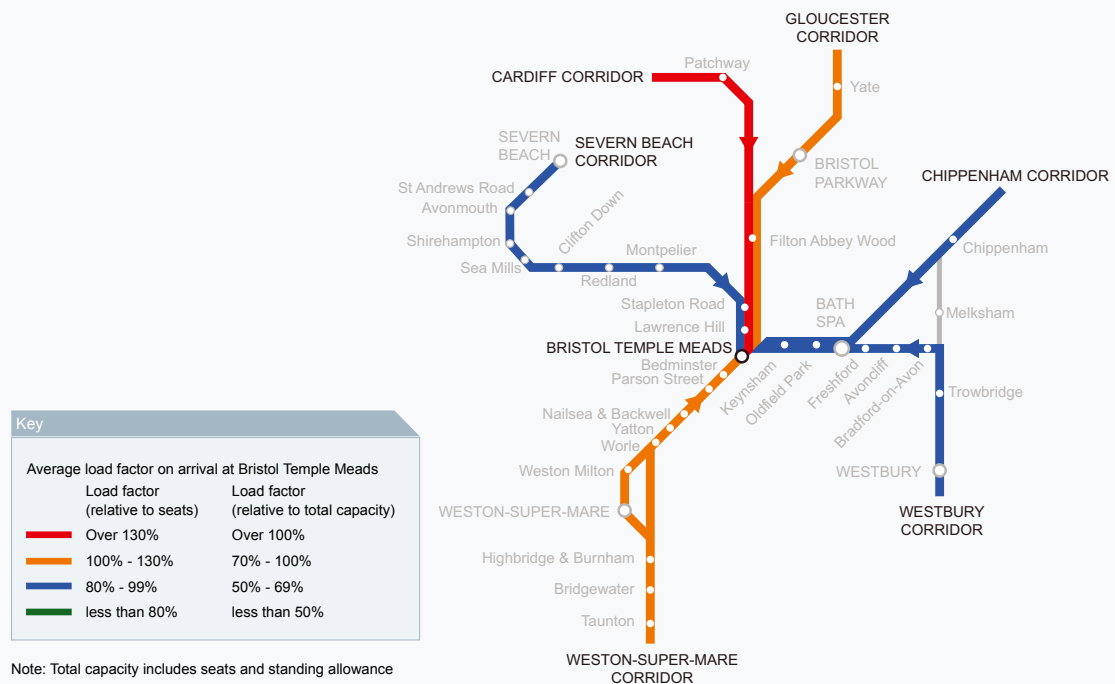 GLOUCESTER
CORRIDOR
Patchway
CARDIFF CORRIDOR
Yate
SEVERN
BEACH
SEVERN BEACH
CORRIDOR
BRISTOL
PARKWAY
CHIPPENHAM CORRIDOR
St Andrews Road
Avonmouth
Clifton Down
Shirehampton
Montpelier
Filton Abbey Wood
Chippenham
Sea Mills
Redland
Stapleton Road
BATH
SPA
Melksham
Lawrence Hill
BRISTOL TEMPLE MEADS
Bedminster
Parson Street
Keynsham
Oldfield Park
Freshford
Avoncliff
Bradford-on-Avon
Trowbridge
Nailsea & Backwell
Yatton
Worle
Weston Milton
WESTBURY
WESTON-SUPER-MARE
WESTBURY
CORRIDOR
Highbridge & Burnham
Bridgewater
Taunton
WESTON-SUPER-MARE
CORRIDOR
Key
Average load factor on arrival at Bristol Temple Meads
Load factor
(relative to seats)
Load factor
(relative to total capacity)
Over 130% Over 100%
100% - 130% 70% - 100%
80% - 99% 50% - 69%
less than 80% less than 50%
Note: Total capacity includes seats and standing allowance